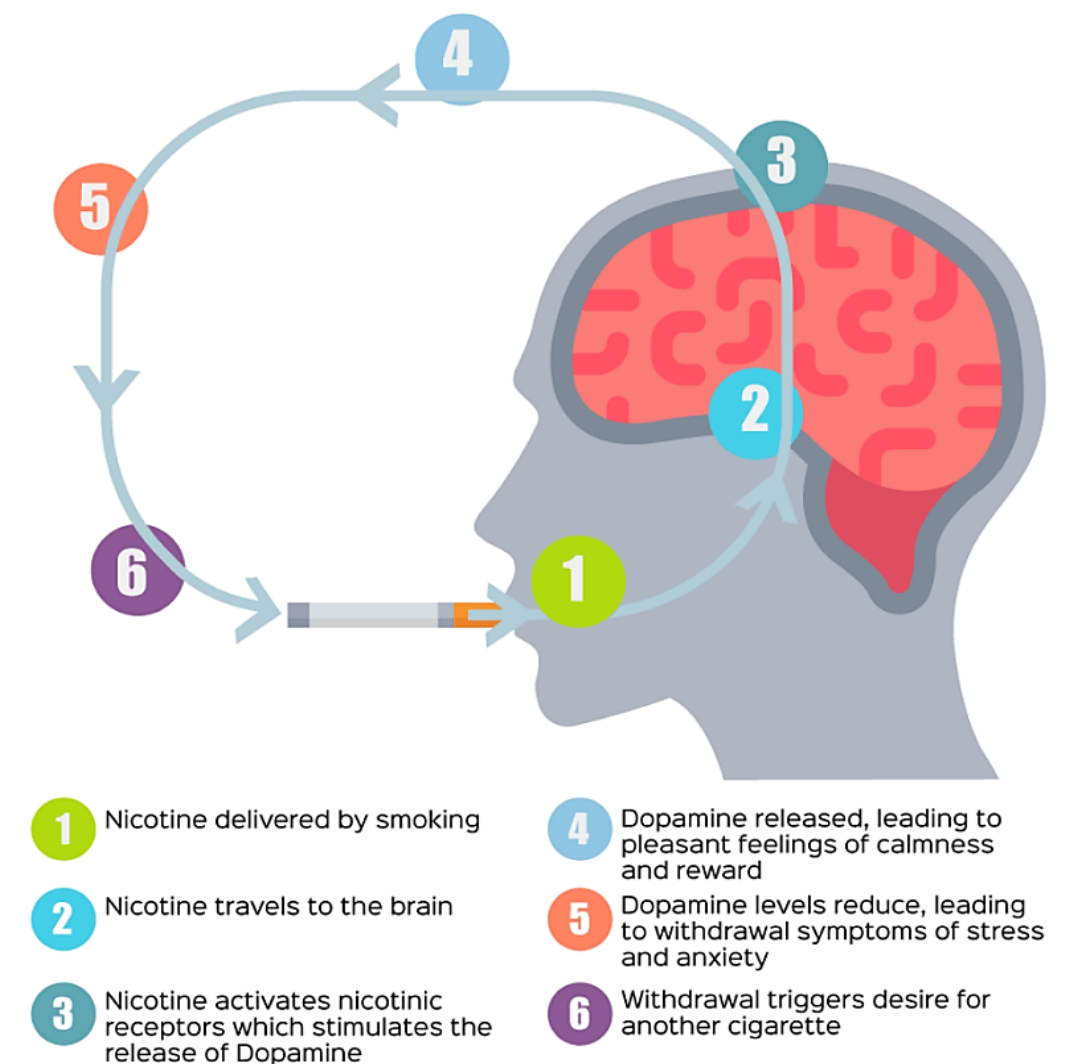 4
3
5
2
1
6
1 Nicotine delivered by smoking
2 Nicotine travels to the brain
3 Nicotine activates nicotinic
receptors which stimulates the
release of Dopamine
4 Dopamine released, leading to
pleasant feelings of calmness
and reward
5 Dopamine levels reduce, leading
to withdrawal symptoms of stress
and anxiety
6 Withdrawal triggers desire for
another cigarette